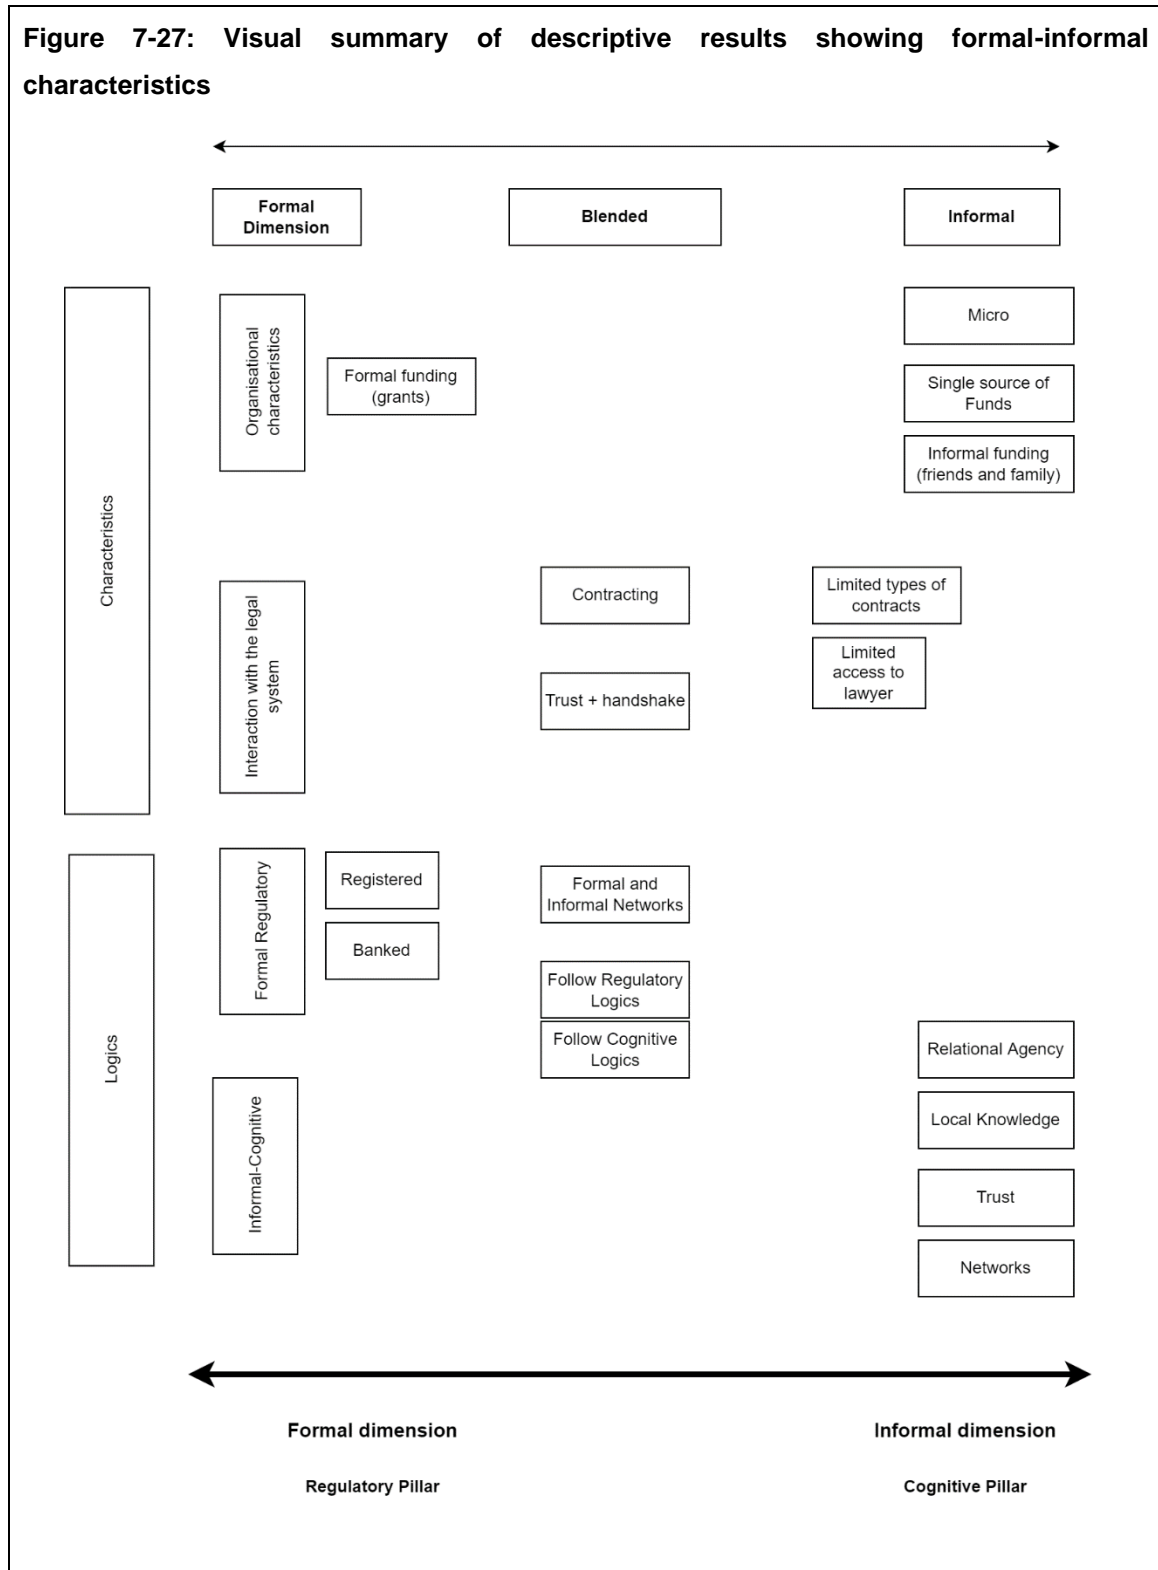 Figure 7-27: Visual summary of descriptive results showing formal-informal
characteristics
Formal
Dimension
Blended
Informal
Characteristics
Organisational
characteristics
Formal funding
(grants)
Micro
Single source of
Funds
Informal funding
(friends and family)
Interaction with the legal
system
Contracting
Trust + handshake
Limited types of
contracts
Limited
access to
lawyer
Logics
Formal Regulatory
Registered
Banked
Formal and
Informal Networks
Follow Regulatory
Logics
Follow Cognitive
Logics
Informal-Cognitive
Relational Agency
Local Knowledge
Trust
Networks
Formal dimension
Informal dimension
Regulatory Pillar
Cognitive Pillar